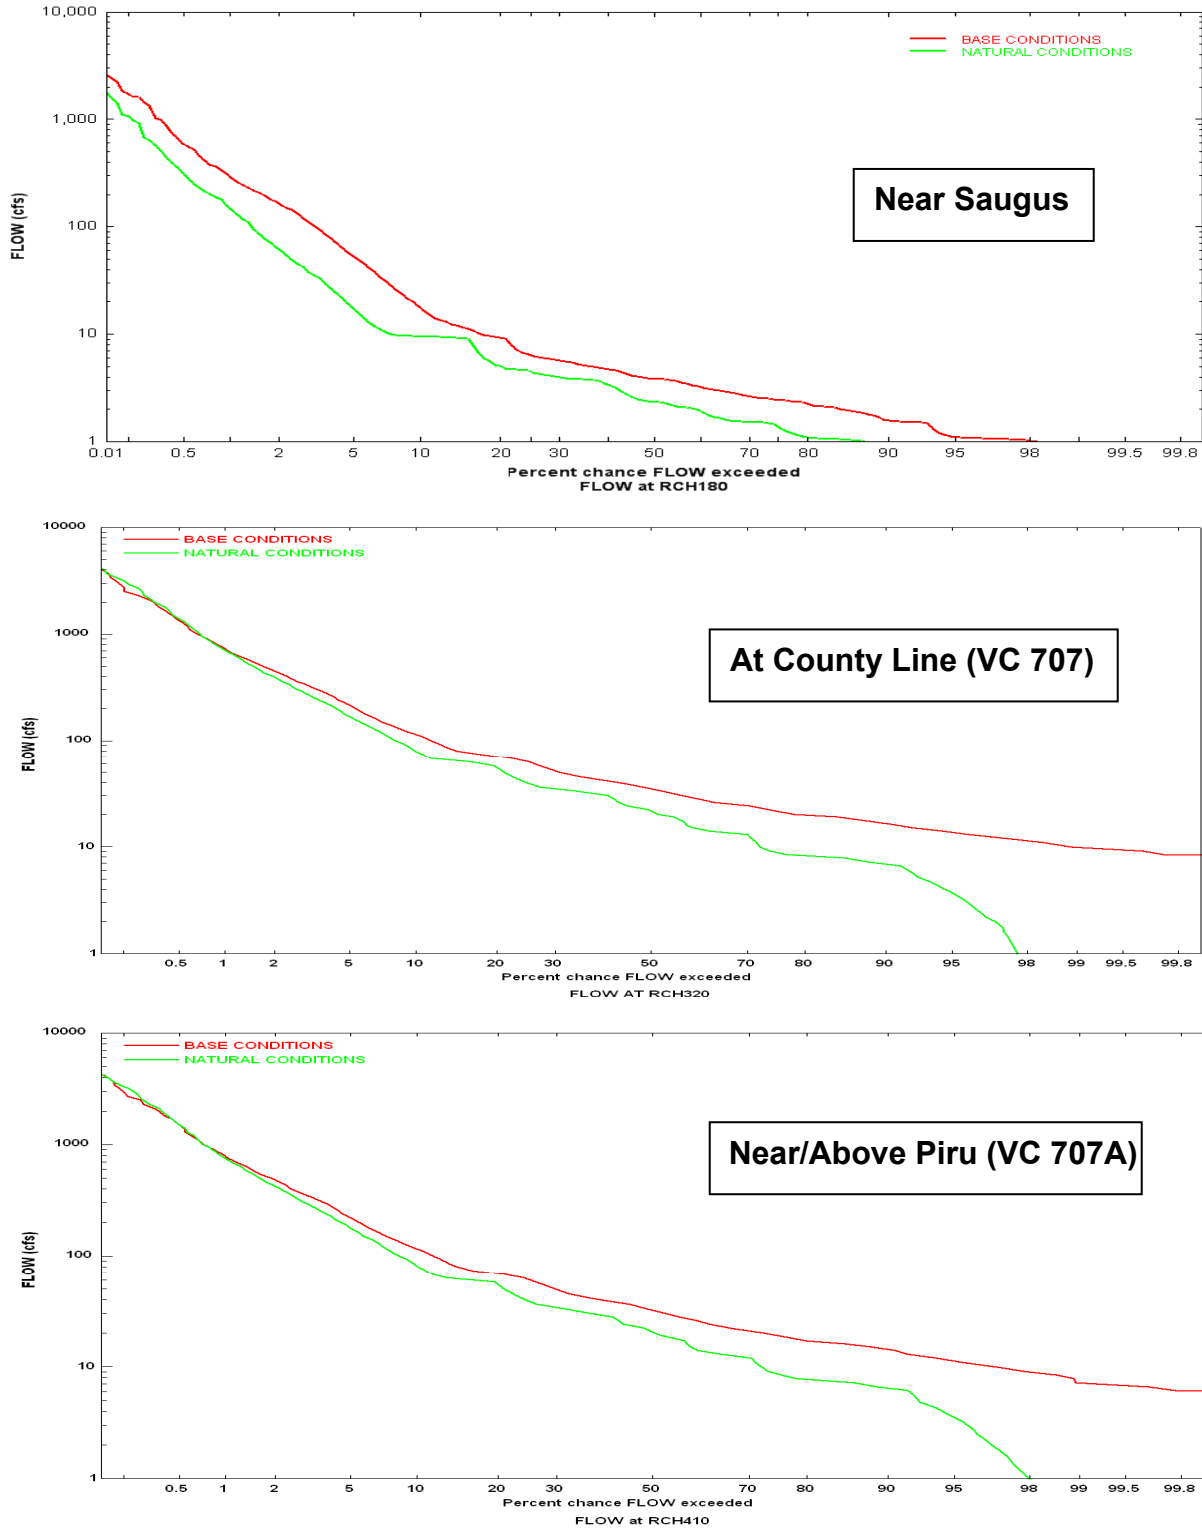 10,000
BASE CONDITIONS
NATURAL CONDITIONS
1,000
Near Saugus
FLOW (cfs)
100
10
1
0.01 0.5 2 5 10 20 30 50 60 70 80 90 95 98 99.5 99.8
Percent chance FLOW exceeded
FLOW at RCH180
10000
BASE CONDITIONS
NATURAL CONDITIONS
1000
At County Line (VC 707)
FLOW (cfs)
100
10
1
0.5 1 2 5 10 20 30 50 70 80 90 95 98 99 99.5 99.8
Percent chance FLOW exceeded
FLOW AT RCH320
10000
BASE CONDITIONS
NATURAL CONDITIONS
1000
Near/Above Piru (VC 707A)
FLOW (cfs)
100
10
1
0.5 1 2 5 10 20 30 50 70 80 90 95 98 99 99.5 99.8
Percent chance FLOW exceeded
FLOW at RCH410